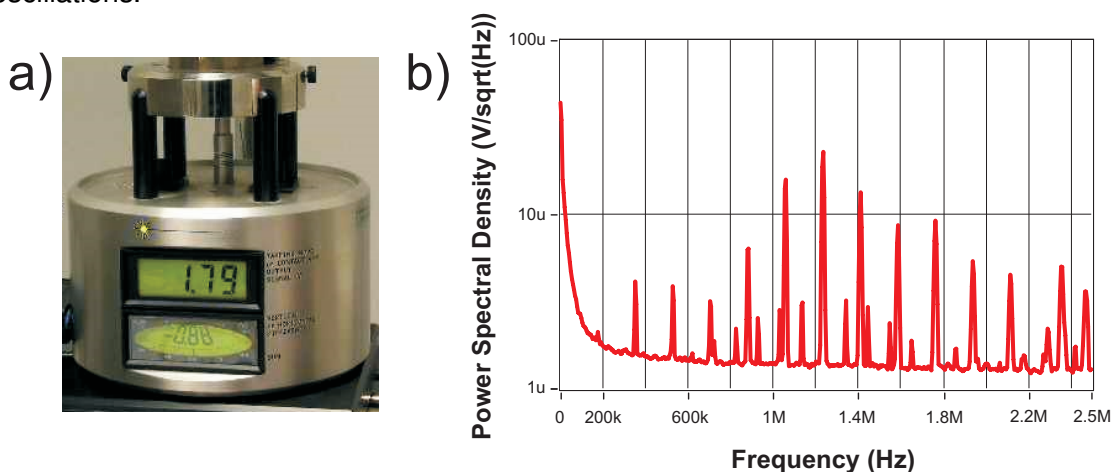 oscillations.
a)
b)
1.79
Power Spectral Density (V/sqrt(Hz))
100u
10u
1u
0
200k
600k
1M
1.4M
1.8M
2.2M
2.5M
Frequency (Hz)